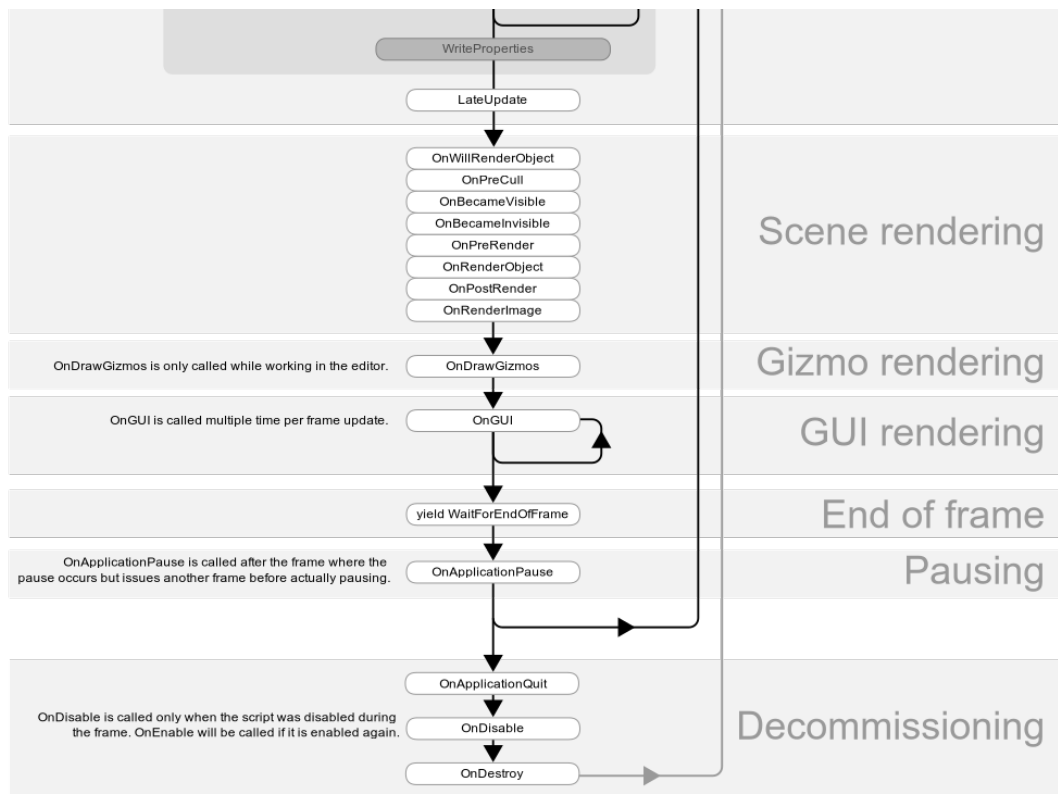 WriteProperties
LateUpdate
OnWillRenderObject
OnPreCull
OnBecameVisible
OnBecameInvisible
OnPreRender
OnRenderObject
OnPostRender
OnRenderImage
Scene rendering
OnDrawGizmos is only called while working in the editor.
OnDrawGizmos
Gizmo rendering
OnGUI is called multiple time per frame update.
OnGUI
GUI rendering
yield WaitForEndOfFrame
End of frame
OnApplicationPause is called after the frame where the
pause occurs but issues another frame before actually pausing.
OnApplicationPause
Pausing
OnApplicationQuit
OnDisable is called only when the script was disabled during
the frame. OnEnable will be called if it is enabled again.
OnDisable
Decommissioning
OnDestroy